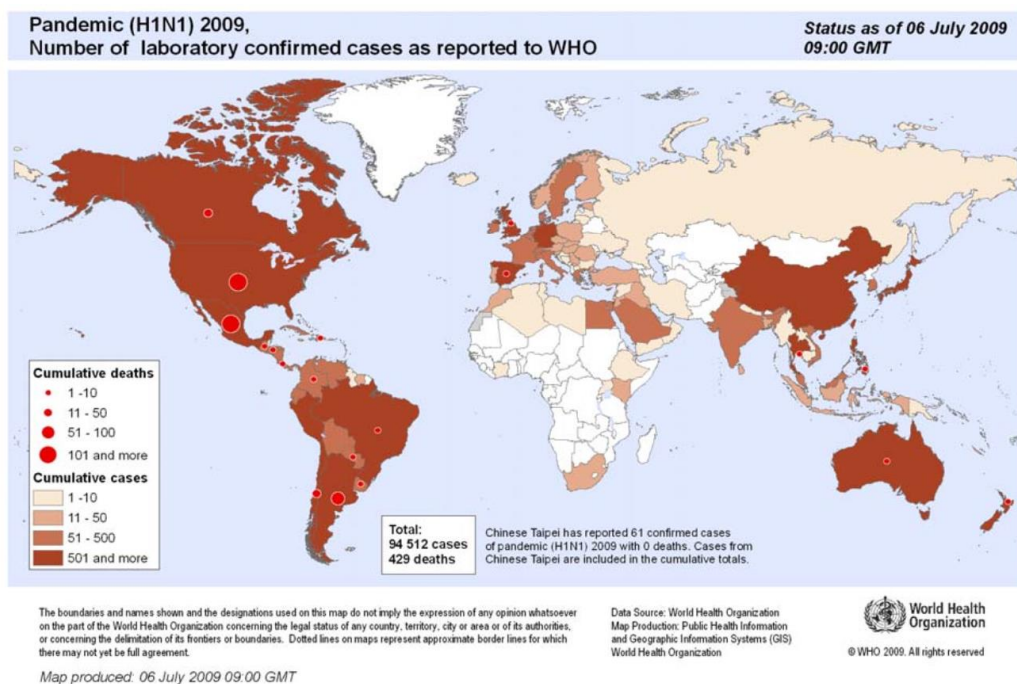 Pandemic (H1N1) 2009,
Number of laboratory confirmed cases as reported to WHO
Status as of 06 July 2009
09:00 GMT
Cumulative deaths
1 -10
11 - 50
51 - 100
101 and more
Cumulative cases
1 -10
11 - 50
51 - 500
501 and more
Total:
94 512 cases
429 deaths
Chinese Taipei has reported 61 confirmed cases
of pandemic (H1N1) 2009 with 0 deaths. Cases from
Chinese Taipei are included in the cumulative totals.
The boundaries and names shown and the designations used on this map do not imply the expression of any opinion whatsoever
on the part of the World Health Organization concerning the legal status of any country, territory, city or area or of its authorities,
or concerning the delimitation of its frontiers or boundaries. Dotted lines on maps represent approximate border lines for which
there may not yet be full agreement.
Data Source: World Health Organization
Map Production: Public Health Information
and Geographic Information Systems (GIS)
World Health Organization
World Health
Organization
© WHO 2009. All rights reserved
Map produced: 06 July 2009 09:00 GMT